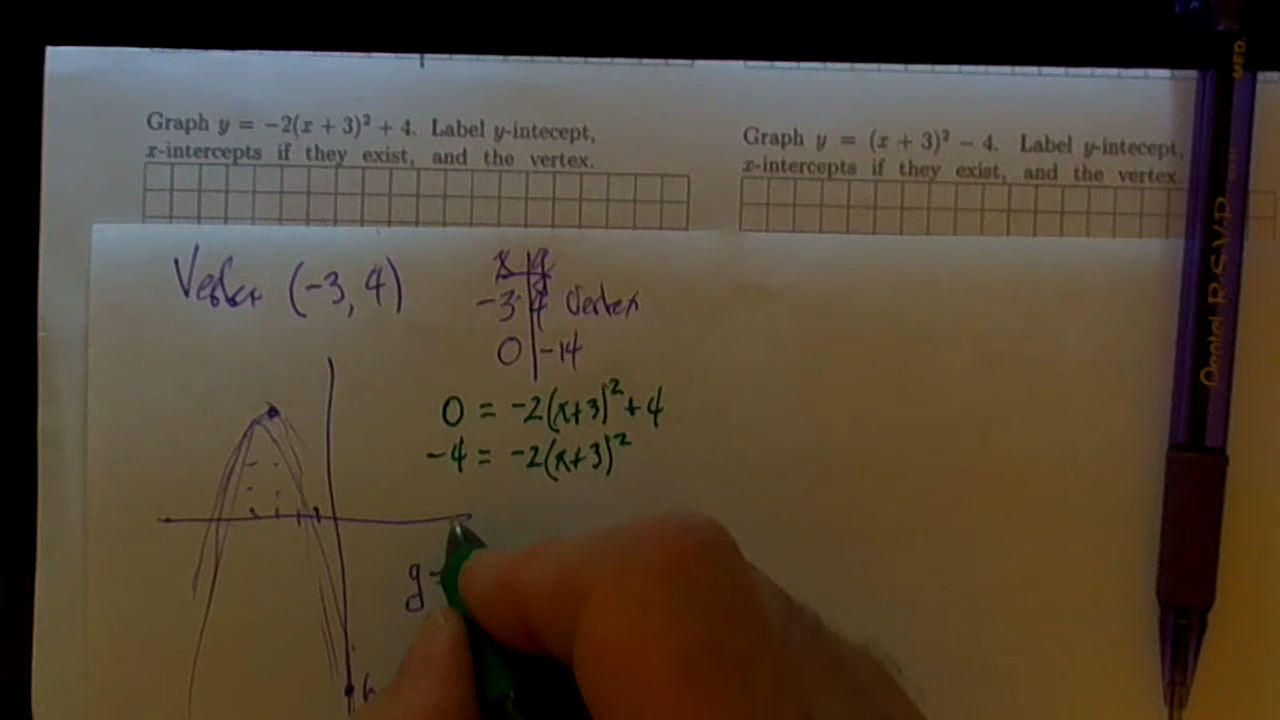 Graph y = −2(x + 3)² + 4. Label y-intecept,
x-intercepts if they exist, and the vertex.
Graph y = (x + 3)² − 4. Label y-intecept,
x-intercepts if they exist, and the vertex.
Vertex (-3, 4)
x | y
-3 | 4 Vertex
0 | -14
0 = -2(x+3)² + 4
-4 = -2(x+3)²
y
Pentel R.S.V.P.
MED.